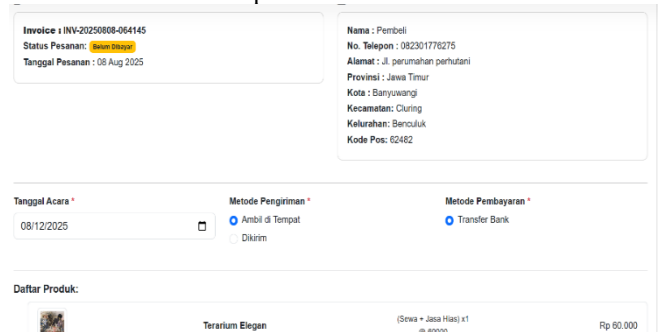 Invoice : INV-20250808-064145
Status Pesanan: Belum Dibayar
Tanggal Pesanan : 08 Aug 2025
Nama : Pembeli
No. Telepon : 082301776275
Alamat : Jl. perumahan perhutani
Provinsi : Jawa Timur
Kota : Banyuwangi
Kecamatan: Cluring
Kelurahan: Benculuk
Kode Pos: 62482
Tanggal Acara *
08/12/2025
Metode Pengiriman *
Ambil di Tempat
Dikirim
Metode Pembayaran *
Transfer Bank
Daftar Produk:
Terarium Elegan
(Sewa + Jasa Hias) x1
@ 60000
Rp 60.000